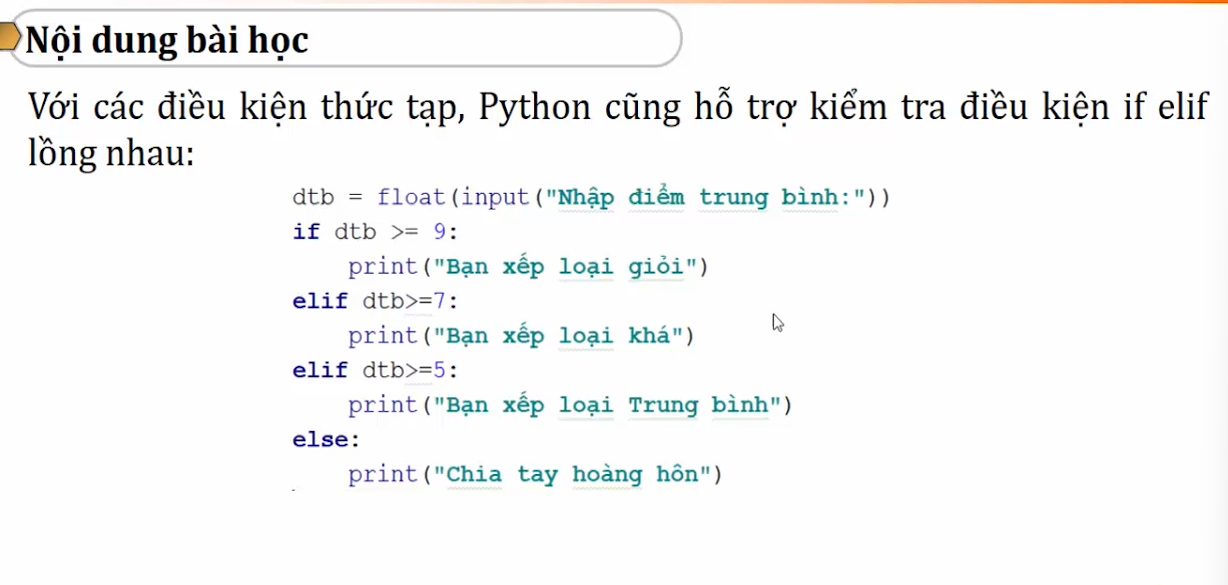 Nội dung bài học
Với các điều kiện thức tạp, Python cũng hỗ trợ kiểm tra điều kiện if elif
lồng nhau:
dtb = float(input("Nhập điểm trung bình:"))
if dtb >= 9:
    print("Bạn xếp loại giỏi")
elif dtb>=7:
    print("Bạn xếp loại khá")
elif dtb>=5:
    print("Bạn xếp loại Trung bình")
else:
    print("Chia tay hoàng hôn")